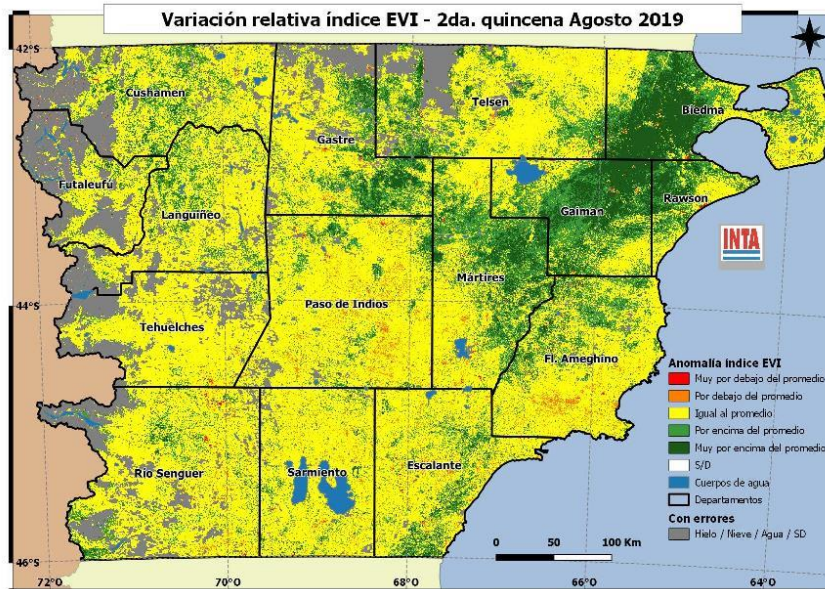 Variación relativa índice EVI - 2da. quincena Agosto 2019
42°S
44°S
46°S
72°O
70°O
68°O
66°O
64°O
Cushamen
Gastre
Telsen
Biedma
Futaleufú
Languiñeo
Gaiman
Rawson
Mártires
Paso de Indios
Tehuelches
Fl. Ameghino
Río Senguer
Sarmiento
Escalante
INTA
Anomalía índice EVI
Muy por debajo del promedio
Por debajo del promedio
Igual al promedio
Por encima del promedio
Muy por encima del promedio
S/D
Cuerpos de agua
Departamentos
Con errores
Hielo / Nieve / Agua / SD
0 50 100 Km